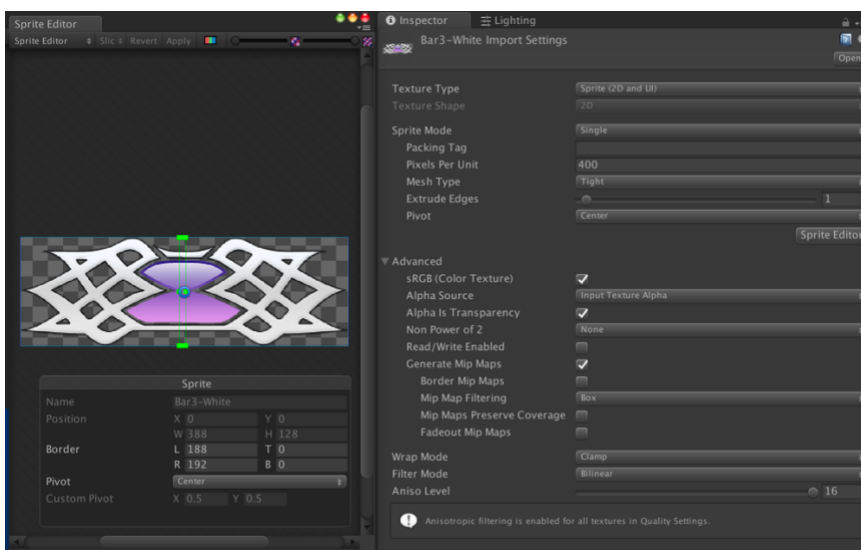 Sprite Editor
Sprite Editor Slic Revert Apply
Sprite
Name Bar3-White
Position X 0 Y 0
W 388 H 128
Border L 188 T 0
R 192 B 0
Pivot Center
Custom Pivot X 0.5 Y 0.5
Inspector Lighting
Bar3-White Import Settings
Open
Texture Type Sprite (2D and UI)
Texture Shape 2D
Sprite Mode Single
Packing Tag
Pixels Per Unit 400
Mesh Type Tight
Extrude Edges 1
Pivot Center
Sprite Editor
Advanced
sRGB (Color Texture)
Alpha Source Input Texture Alpha
Alpha Is Transparency
Non Power of 2 None
Read/Write Enabled
Generate Mip Maps
Border Mip Maps
Mip Map Filtering Box
Mip Maps Preserve Coverage
Fadeout Mip Maps
Wrap Mode Clamp
Filter Mode Bilinear
Aniso Level 16
Anisotropic filtering is enabled for all textures in Quality Settings.